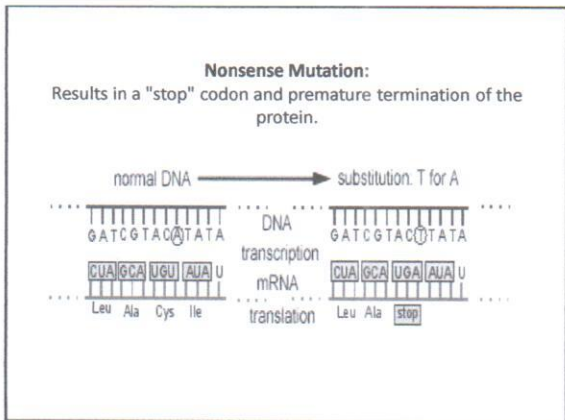 Nonsense Mutation:
Results in a "stop" codon and premature termination of the
protein.
normal DNA substitution. T for A
GATCGTACATATA DNA GATCGTACTTATA
transcription
CUA GCA UGU AUA U mRNA CUA GCA UGA AUA U
Leu Ala Cys Ile translation Leu Ala stop